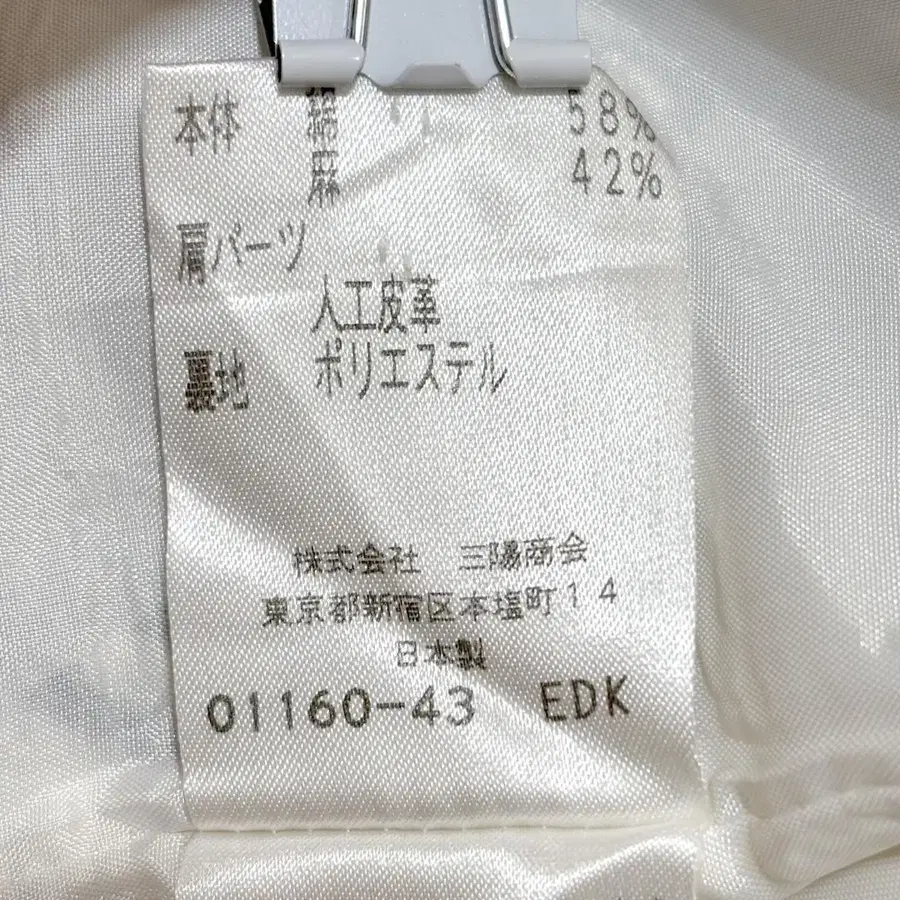 本体 綿 58%
麻 42%
肩パーツ
人工皮革
裏地 ポリエステル
株式会社 三陽商会
東京都新宿区本塩町14
日本製
01160-43 EDK